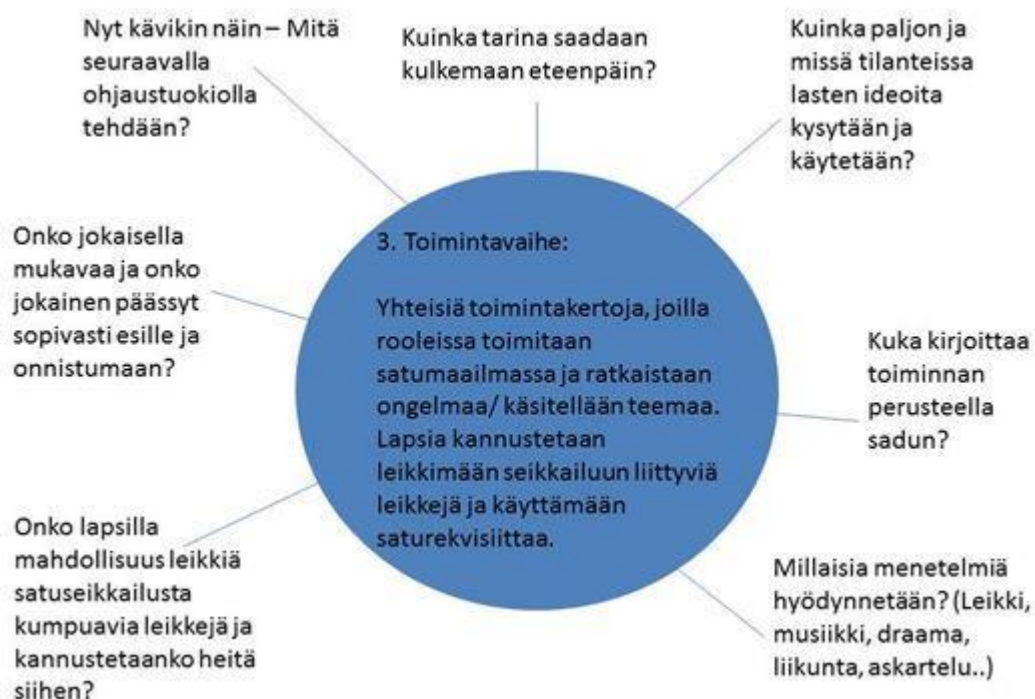 Nyt kävikin näin – Mitä
seuraavalla
ohjaustuokiolla
tehdään?
Kuinka tarina saadaan
kulkemaan eteenpäin?
Kuinka paljon ja
missä tilanteissa
lasten ideoita
kysytään ja
käytetään?
Onko jokaisella
mukavaa ja onko
jokainen päässyt
sopivasti esille ja
onnistumaan?
3. Toimintavaihe:
Yhteisiä toimintakertoja, joilla
rooleissa toimitaan
satumaailmassa ja ratkaistaan
ongelmaa/ käsitellään teemaa.
Lapsia kannustetaan
leikkimään seikkailuun liittyviä
leikkejä ja käyttämään
saturekvisiittaa.
Kuka kirjoittaa
toiminnan
perusteella
sadun?
Onko lapsilla
mahdollisuus leikkiä
satuseikkailusta
kumpuavia leikkejä ja
kannustetaanko heitä
siihen?
Millaisia menetelmiä
hyödynnetään? (Leikki,
musiikki, draama,
liikunta, askartelu..)